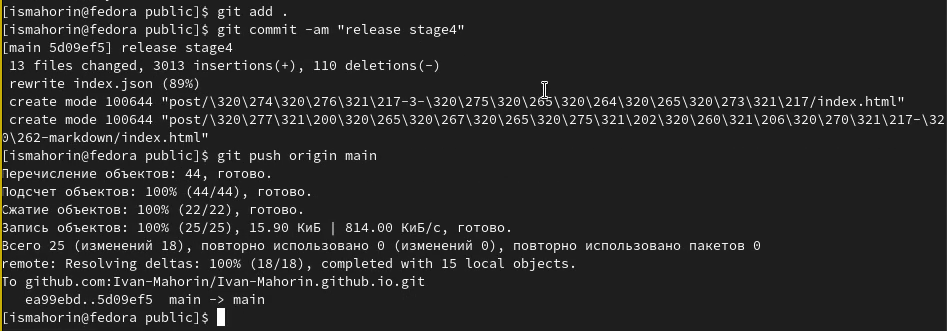 [ismahorin@fedora public]$ git add .
[ismahorin@fedora public]$ git commit -am "release stage4"
[main 5d09ef5] release stage4
 13 files changed, 3013 insertions(+), 110 deletions(-)
 rewrite index.json (89%)
 create mode 100644 "post/\320\274\320\276\321\217-3-\320\275\320\265\320\264\320\265\320\273\321\217/index.html"
 create mode 100644 "post/\320\277\321\200\320\265\320\267\320\265\320\275\321\202\320\260\321\206\320\270\321\217-\32
0\262-markdown/index.html"
[ismahorin@fedora public]$ git push origin main
Перечисление объектов: 44, готово.
Подсчет объектов: 100% (44/44), готово.
Сжатие объектов: 100% (22/22), готово.
Запись объектов: 100% (25/25), 15.90 КиБ | 814.00 КиБ/с, готово.
Всего 25 (изменений 18), повторно использовано 0 (изменений 0), повторно использовано пакетов 0
remote: Resolving deltas: 100% (18/18), completed with 15 local objects.
To github.com:Ivan-Mahorin/Ivan-Mahorin.github.io.git
   ea99ebd..5d09ef5  main -> main
[ismahorin@fedora public]$